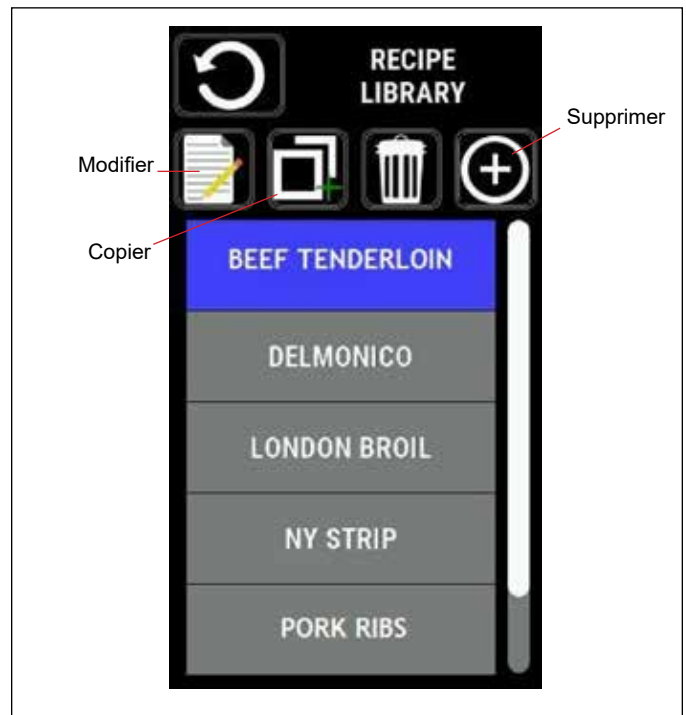 RECIPE
LIBRARY
Supprimer
Modifier
Copier
BEEF TENDERLOIN
DELMONICO
LONDON BROIL
NY STRIP
PORK RIBS